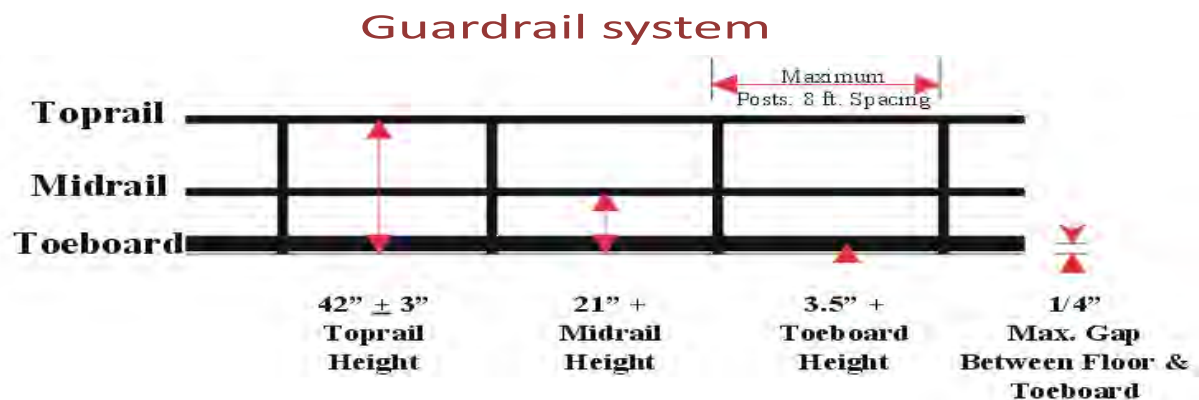 Guardrail system
Maximum
Posts: 8 ft. Spacing
Toprail
Midrail
Toeboard
42” ± 3”
Toprail
Height
21” +
Midrail
Height
3.5” +
Toeboard
Height
1/4”
Max. Gap
Between Floor &
Toeboard